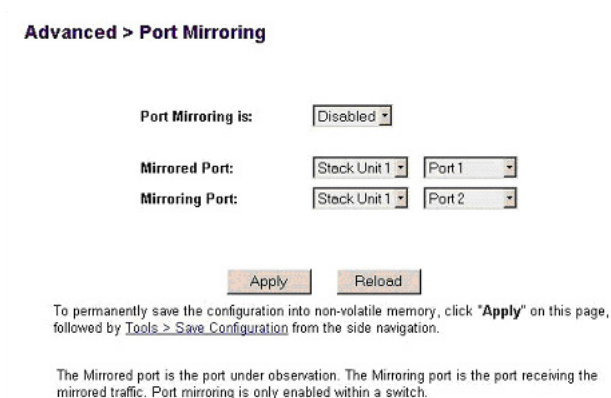 Advanced > Port Mirroring
Port Mirroring is: Disabled
Mirrored Port: Stack Unit 1 Port 1
Mirroring Port: Stack Unit 1 Port 2
Apply Reload
To permanently save the configuration into non-volatile memory, click "Apply" on this page,
followed by Tools > Save Configuration from the side navigation.
The Mirrored port is the port under observation. The Mirroring port is the port receiving the
mirrored traffic. Port mirroring is only enabled within a switch.